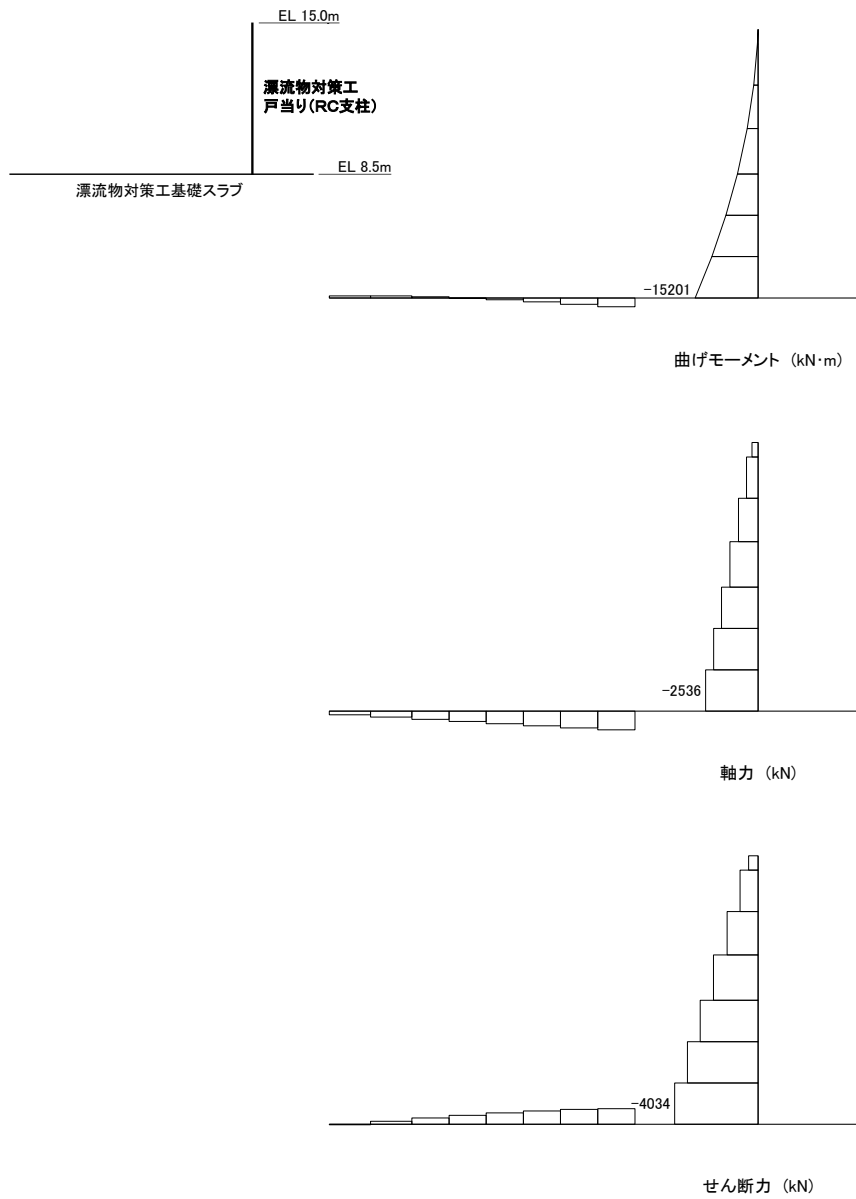 EL 15.0m
漂流物対策工
戸当り(RC支柱)
EL 8.5m
漂流物対策工基礎スラブ
-15201
曲げモーメント (kN·m)
-2536
軸力 (kN)
-4034
せん断力 (kN)